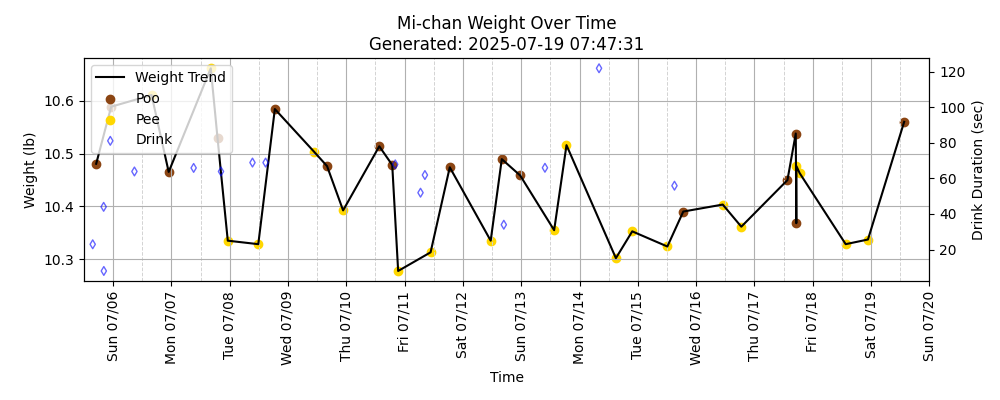 Mi-chan Weight Over Time
Generated: 2025-07-19 07:47:31
Weight Trend
Poo
Pee
Drink
Weight (lb)
10.6
10.5
10.4
10.3
Drink Duration (sec)
120
100
80
60
40
20
Sun 07/06
Mon 07/07
Tue 07/08
Wed 07/09
Thu 07/10
Fri 07/11
Sat 07/12
Sun 07/13
Mon 07/14
Tue 07/15
Wed 07/16
Thu 07/17
Fri 07/18
Sat 07/19
Sun 07/20
Time